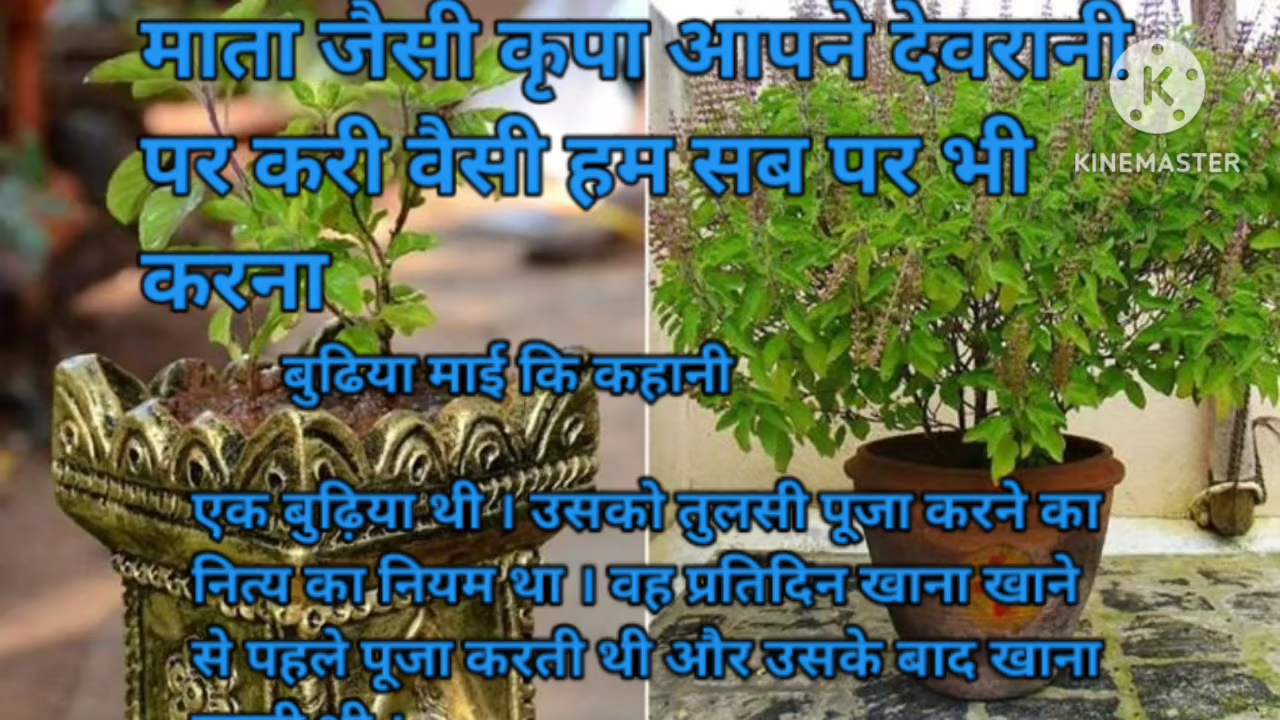 माता जैसी कृपा आपने देवरानी
पर करी वैसी हम सब पर भी
करना
K
KINEMASTER
बुढिया माई कि कहानी
एक बुढ़िया थी । उसको तुलसी पूजा करने का
नित्य का नियम था । वह प्रतिदिन खाना खाने
से पहले पूजा करती थी और उसके बाद खाना